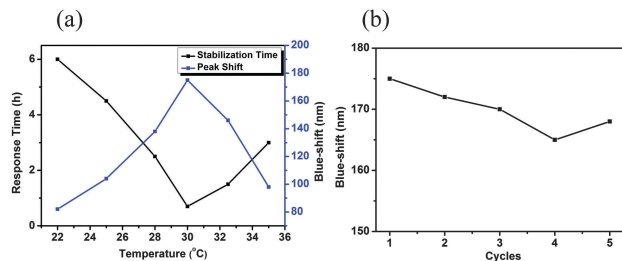 (a)
(b)
Stabilization Time
Peak Shift
Response Time (h)
6
4
2
0
200
180
160
140
120
100
80
Blue-shift (nm)
22 24 26 28 30 32 34 36
Temperature (°C)
Blue-shift (nm)
180
170
160
150
1 2 3 4 5
Cycles